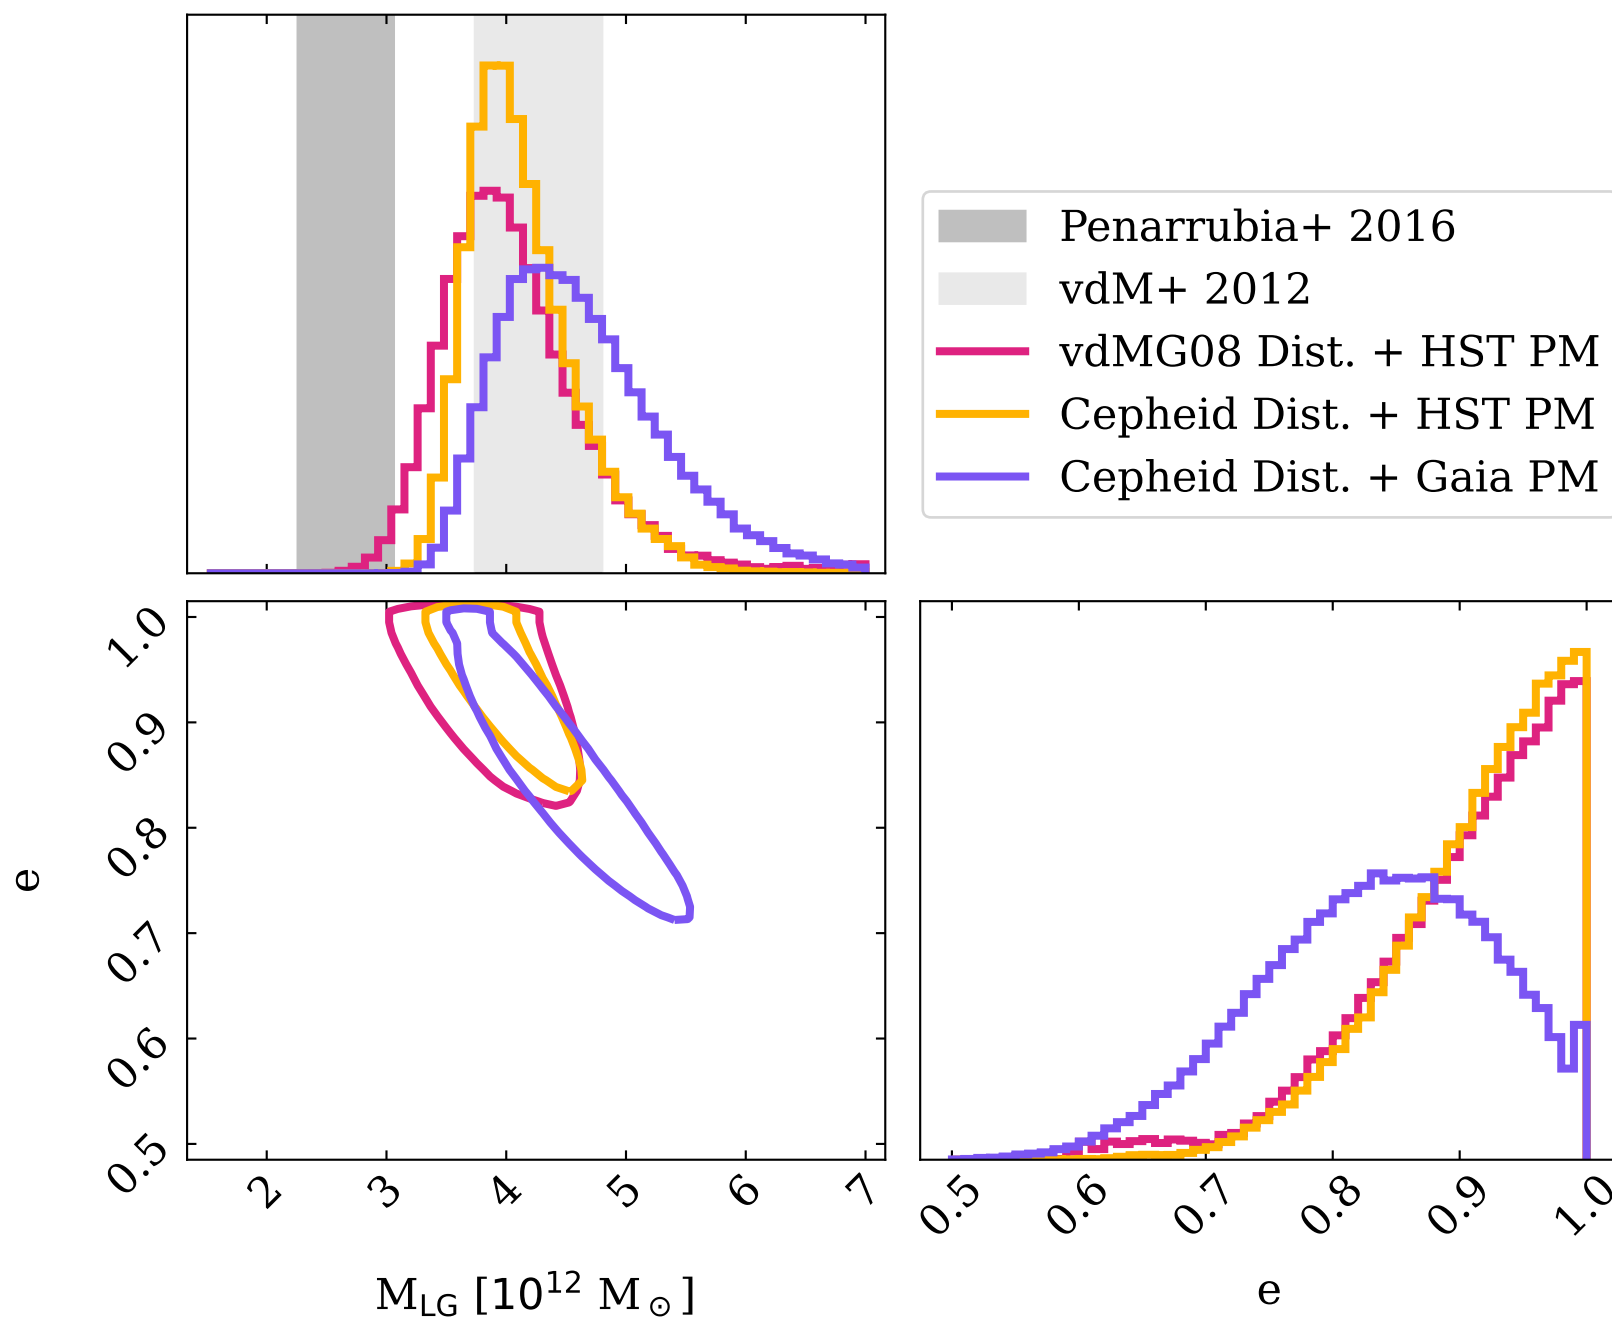 Penarrubia+ 2016
vdM+ 2012
vdMG08 Dist. + HST PM
Cepheid Dist. + HST PM
Cepheid Dist. + Gaia PM
1.0
0.9
0.8
0.7
0.6
0.5
e
2 3 4 5 6 7
M_LG [10^12 M_⊙]
0.5 0.6 0.7 0.8 0.9 1.0
e